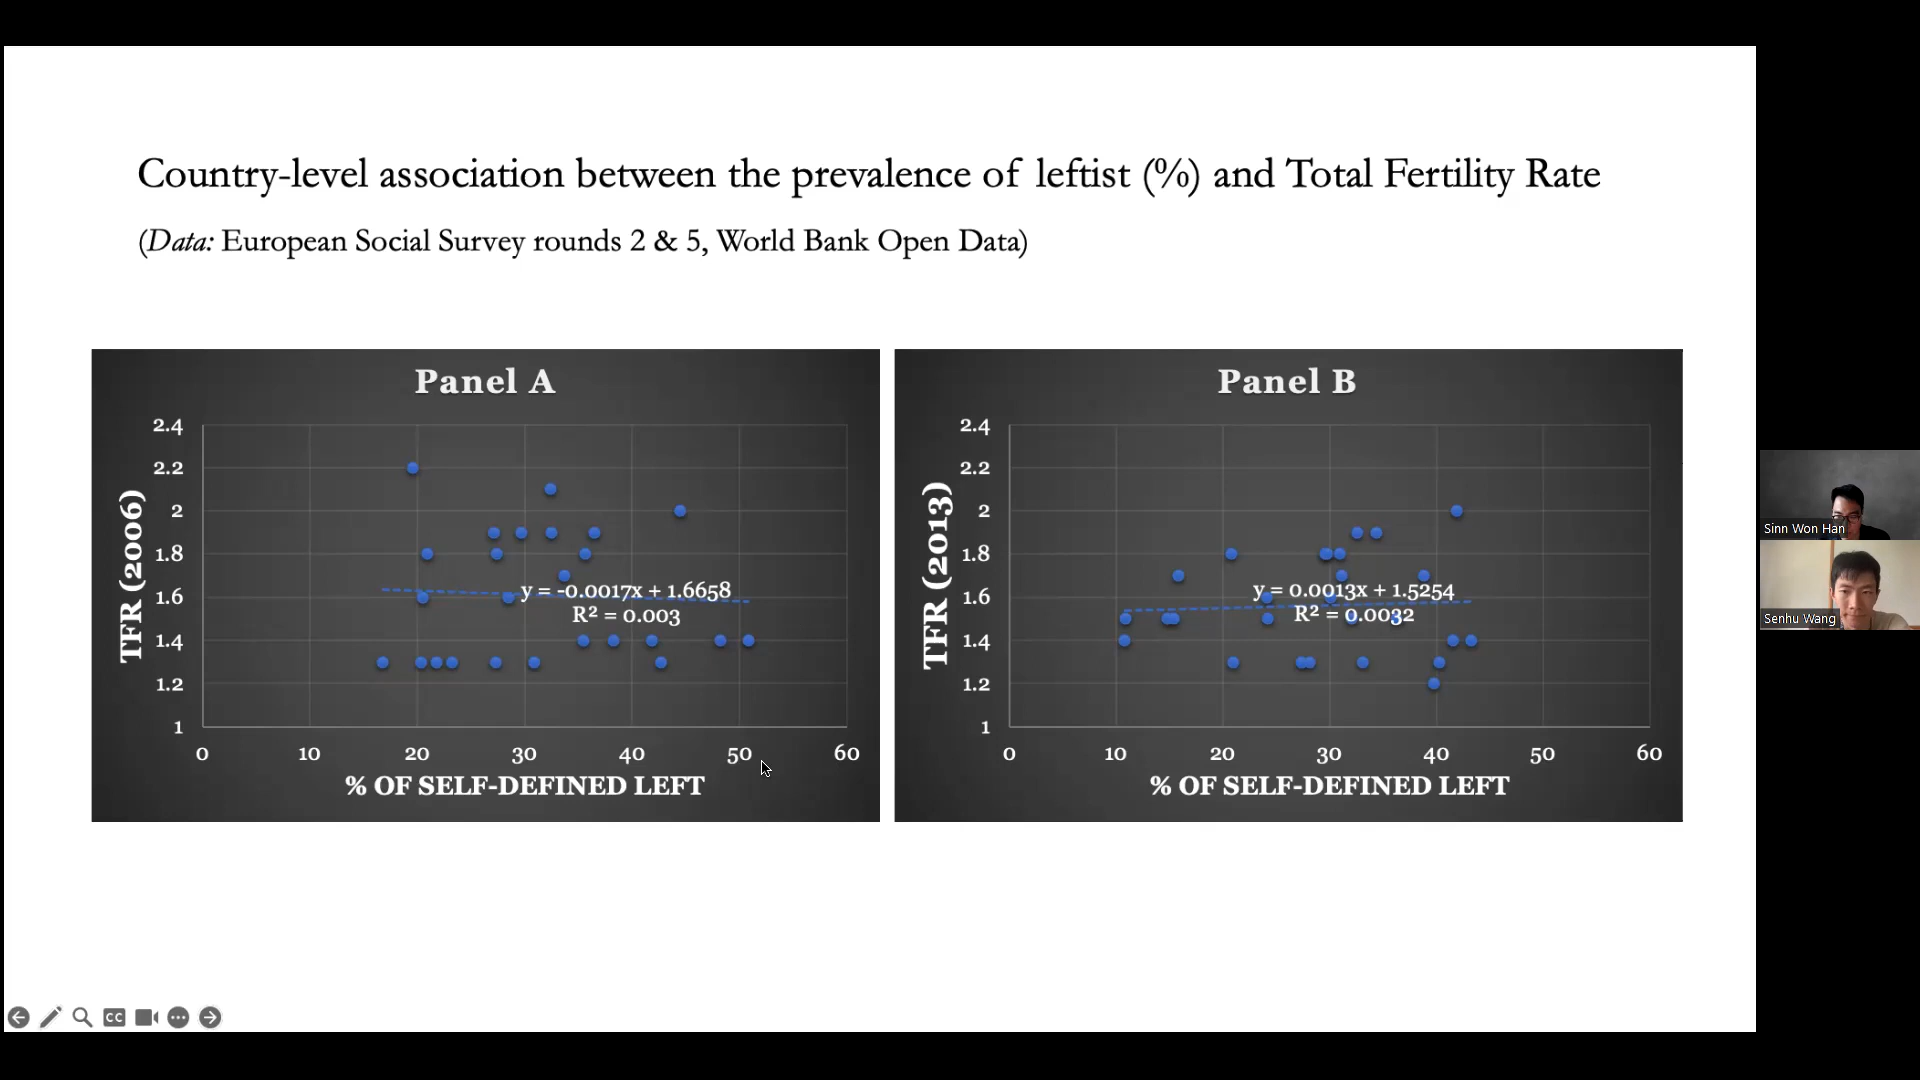 Country-level association between the prevalence of leftist (%) and Total Fertility Rate
(Data: European Social Survey rounds 2 & 5, World Bank Open Data)
Panel A
2.4
2.2
2
1.8
1.6
1.4
1.2
1
TFR (2006)
y = -0.0017x + 1.6658
R² = 0.003
0 10 20 30 40 50 60
% OF SELF-DEFINED LEFT
Panel B
2.4
2.2
2
1.8
1.6
1.4
1.2
1
TFR (2013)
y = 0.0013x + 1.5254
R² = 0.0032
0 10 20 30 40 50 60
% OF SELF-DEFINED LEFT
Sinn Won Han
Senhu Wang
CC